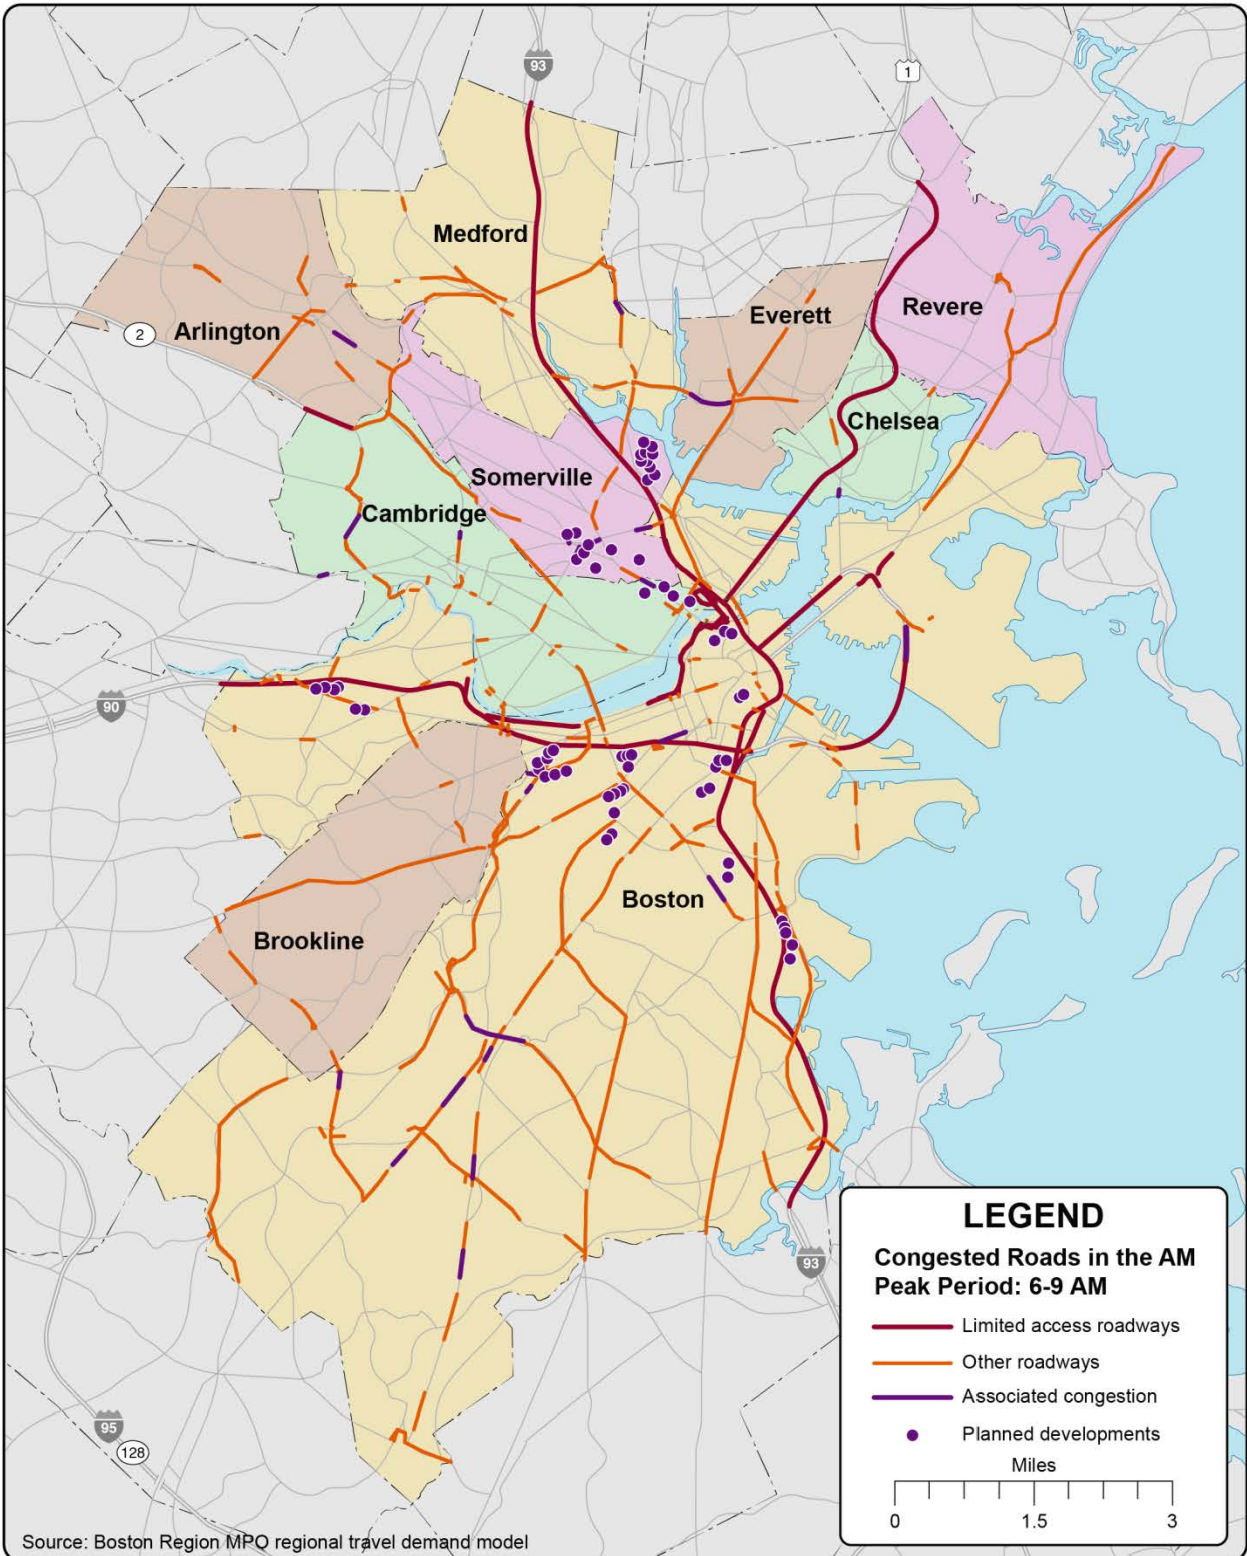 93
1
Medford
Everett
Revere
2
Arlington
Chelsea
Somerville
Cambridge
90
Boston
Brookline
93
95
128
LEGEND
Congested Roads in the AM
Peak Period: 6-9 AM
Limited access roadways
Other roadways
Associated congestion
Planned developments
Miles
0 1.5 3
Source: Boston Region MPO regional travel demand model